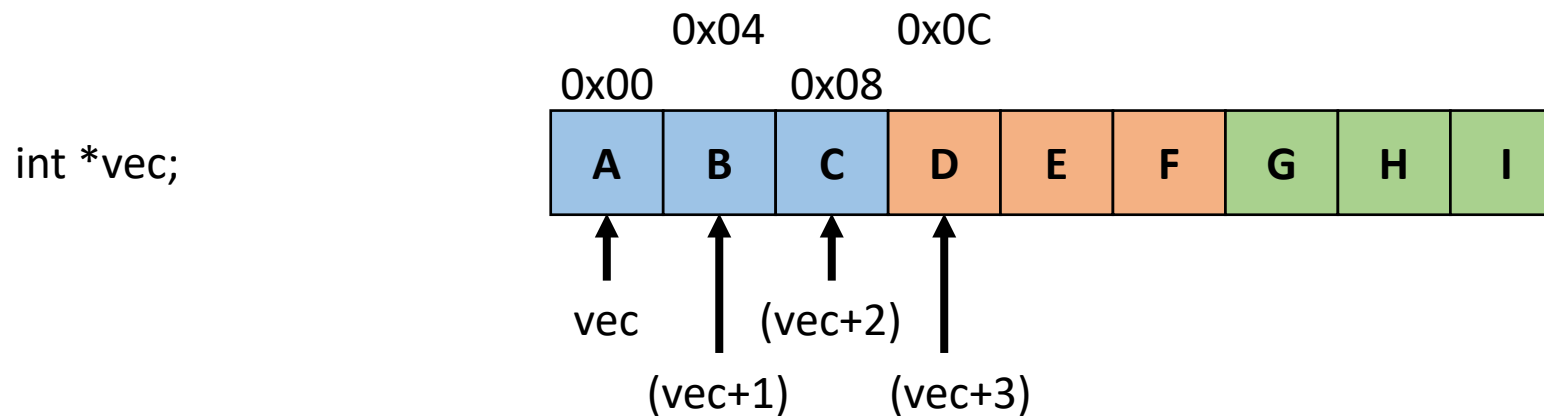 0x04 0x0C
0x00 0x08
int *vec; A B C D E F G H I
vec (vec+2)
(vec+1) (vec+3)